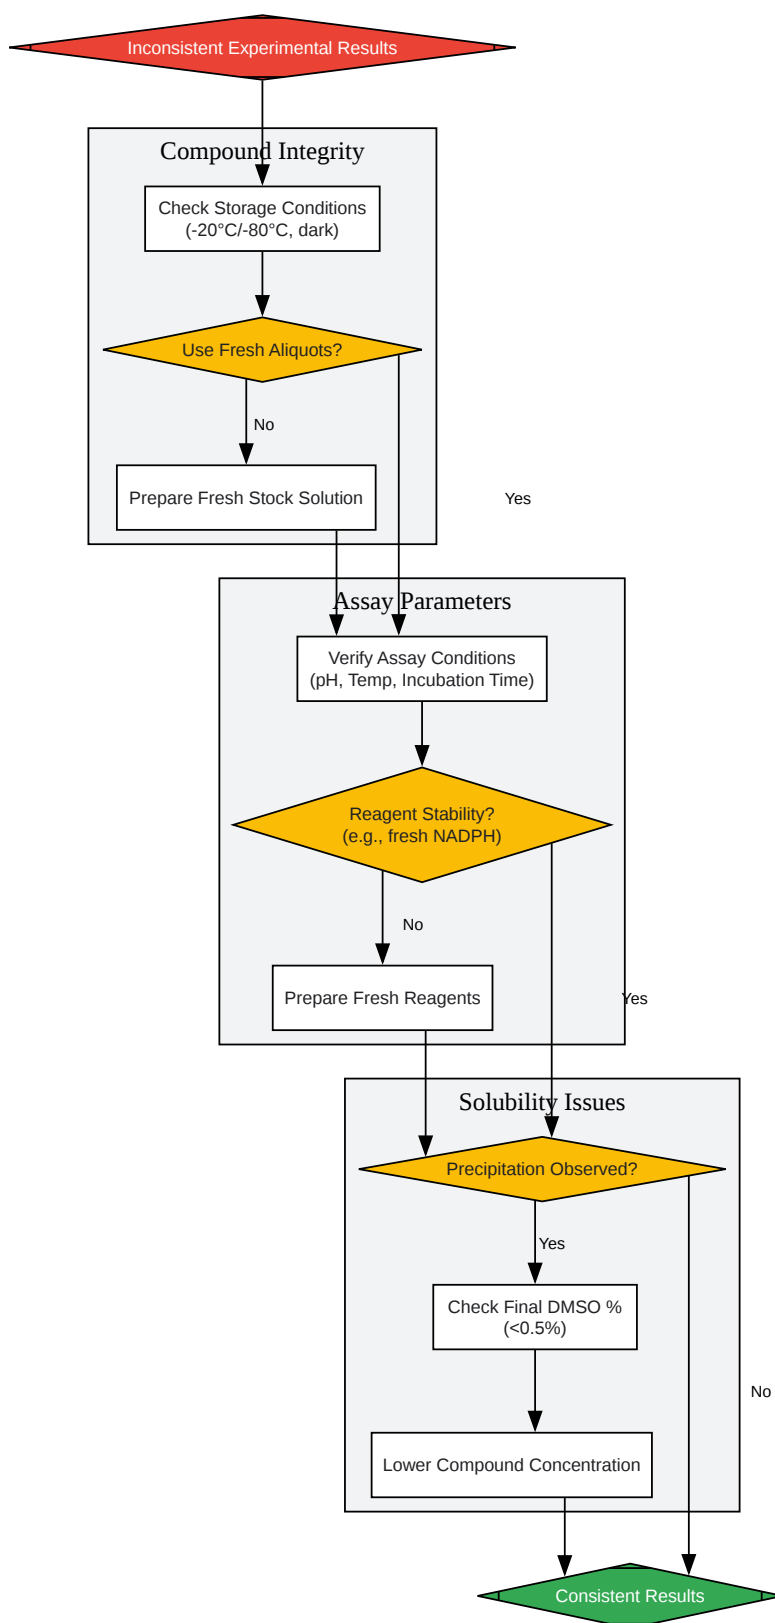 Inconsistent Experimental Results
Compound Integrity
Check Storage Conditions
(-20°C/-80°C, dark)
Use Fresh Aliquots?
No
Prepare Fresh Stock Solution
Yes
Assay Parameters
Verify Assay Conditions
(pH, Temp, Incubation Time)
Reagent Stability?
(e.g., fresh NADPH)
No
Prepare Fresh Reagents
Yes
Solubility Issues
Precipitation Observed?
Yes
Check Final DMSO %
(<0.5%)
No
Lower Compound Concentration
Consistent Results